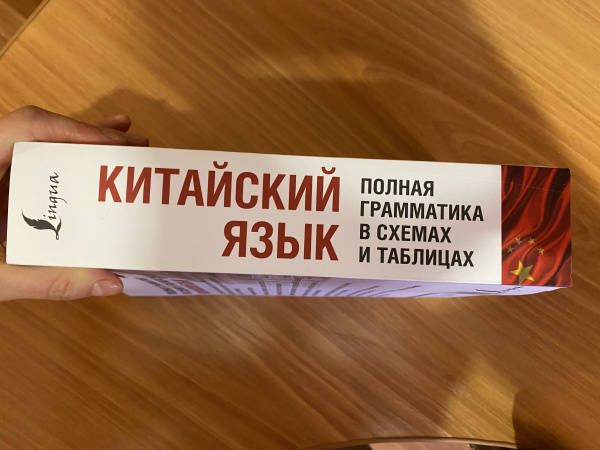 Lingua
КИТАЙСКИЙ
ЯЗЫК
ПОЛНАЯ
ГРАММАТИКА
В СХЕМАХ
И ТАБЛИЦАХ